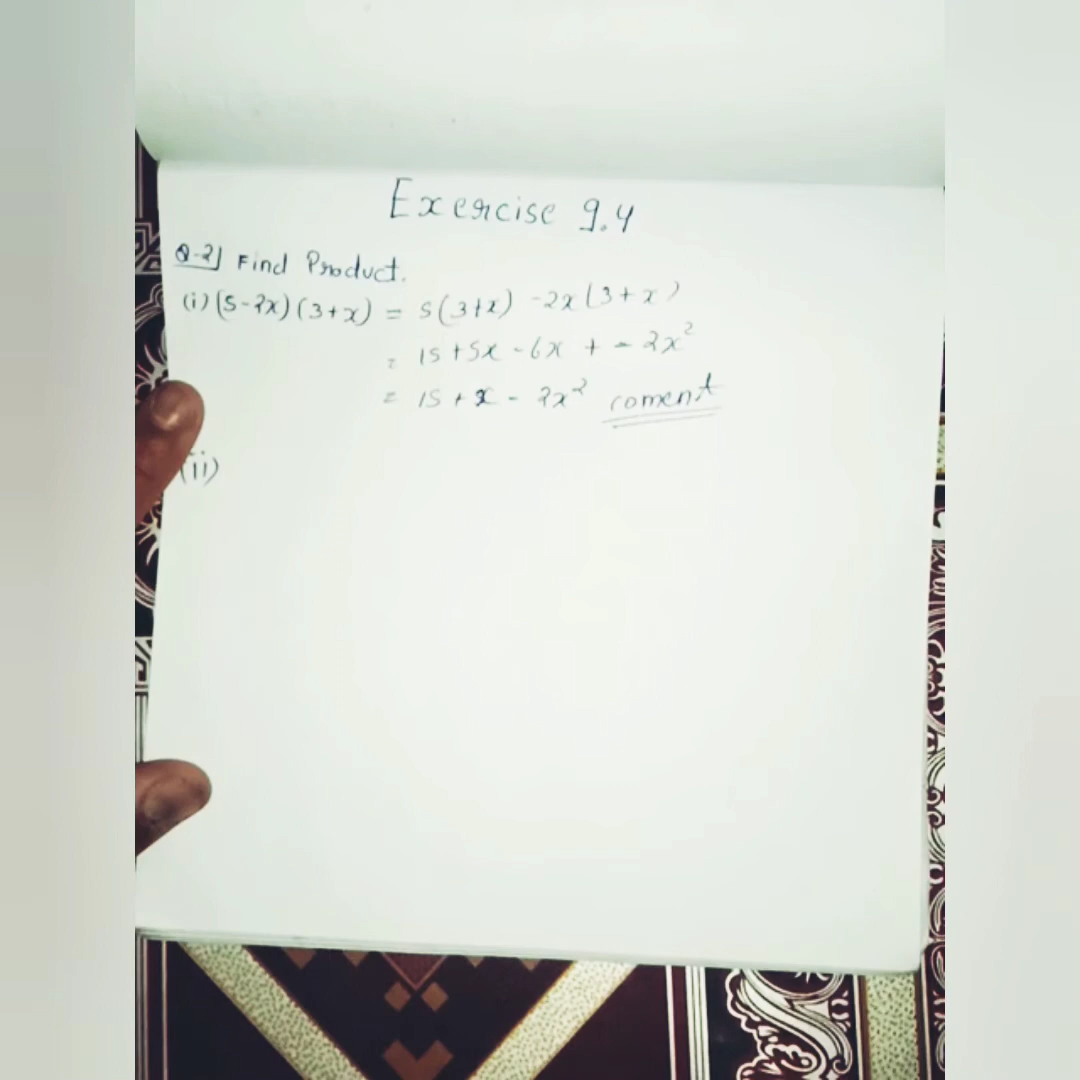 Exercise 9.4
Q-2] Find Product.
(i) (5-2x) (3+x) = 5(3+x) -2x(3+x)
= 15+5x -6x + - 2x²
= 15 + x - 2x² coment
(ii)